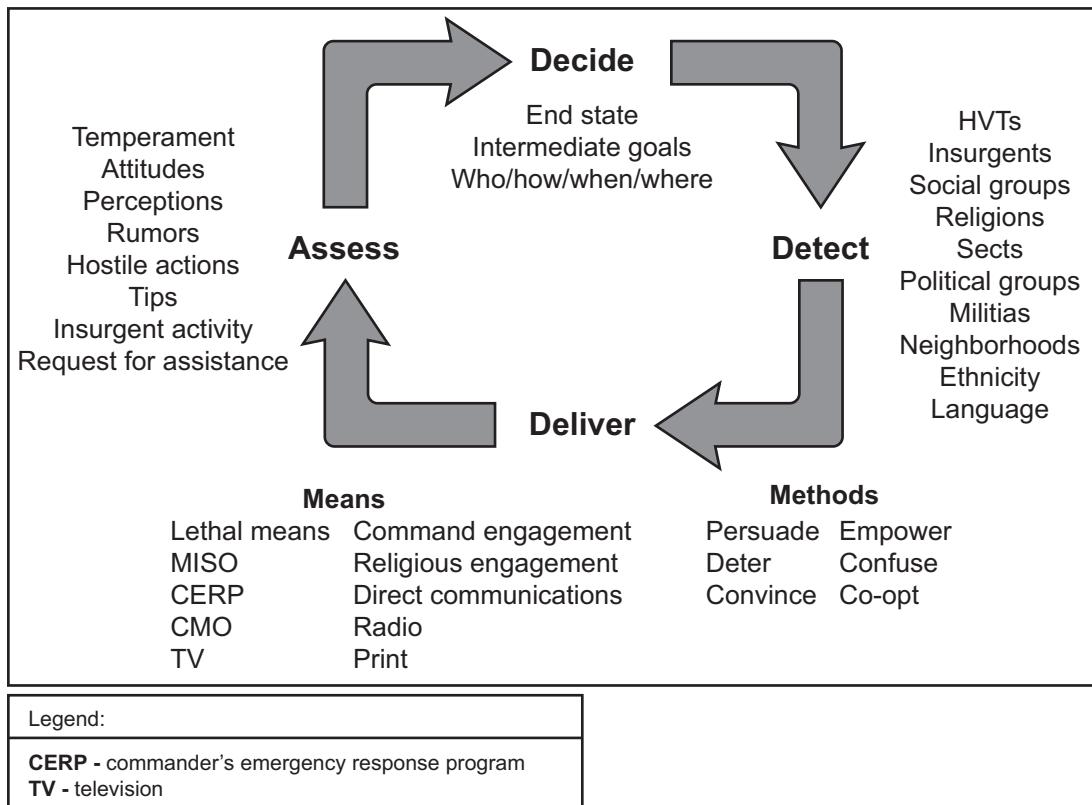 Decide
End state
Intermediate goals
Who/how/when/where
Temperament
Attitudes
Perceptions
Rumors
Hostile actions
Tips
Insurgent activity
Request for assistance
Assess
Detect
HVTs
Insurgents
Social groups
Religions
Sects
Political groups
Militias
Neighborhoods
Ethnicity
Language
Deliver
Means
Lethal means Command engagement
MISO Religious engagement
CERP Direct communications
CMO Radio
TV Print
Methods
Persuade Empower
Deter Confuse
Convince Co-opt
Legend:
CERP - commander’s emergency response program
TV - television